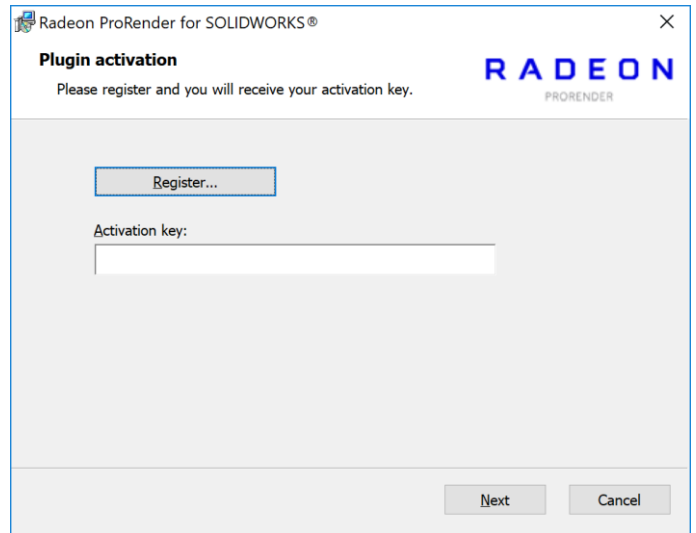 Radeon ProRender for SOLIDWORKS®
Plugin activation
Please register and you will receive your activation key.
RADEON
PRORENDER
Register...
Activation key:
Next
Cancel